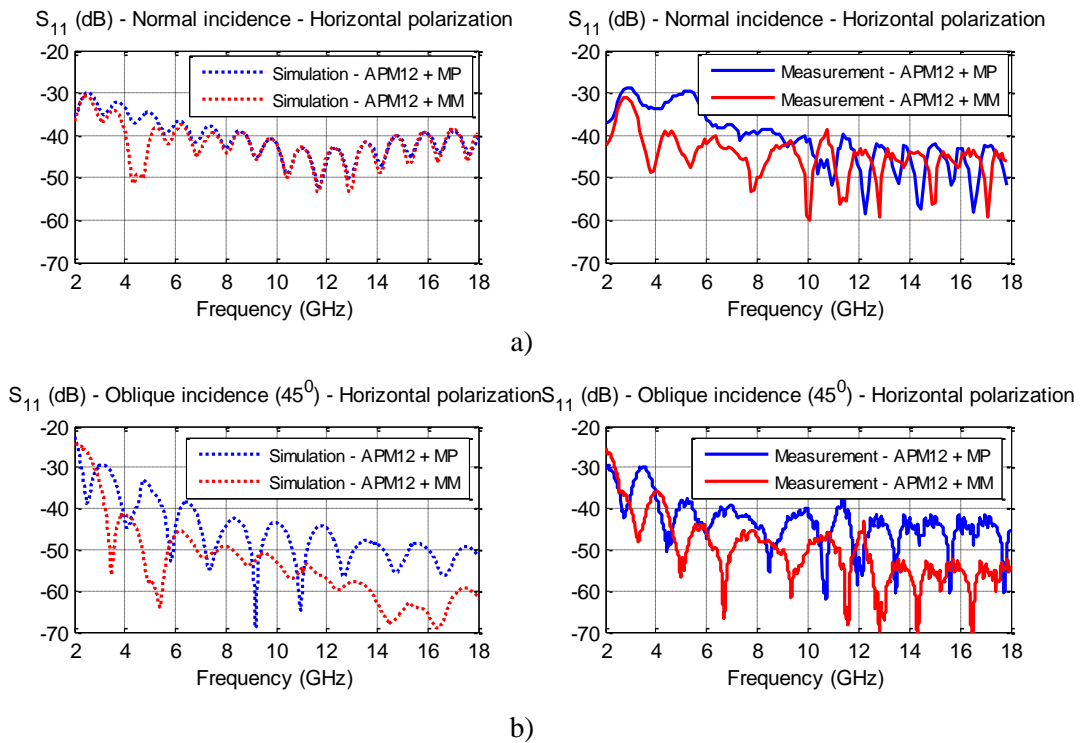 S11 (dB) - Normal incidence - Horizontal polarization
-20
-30
-40
-50
-60
-70
2 4 6 8 10 12 14 16 18
Frequency (GHz)
Simulation - APM12 + MP
Simulation - APM12 + MM
S11 (dB) - Normal incidence - Horizontal polarization
-20
-30
-40
-50
-60
-70
2 4 6 8 10 12 14 16 18
Frequency (GHz)
Measurement - APM12 + MP
Measurement - APM12 + MM
a)
S11 (dB) - Oblique incidence (45⁰) - Horizontal polarization
-20
-30
-40
-50
-60
-70
2 4 6 8 10 12 14 16 18
Frequency (GHz)
Simulation - APM12 + MP
Simulation - APM12 + MM
S11 (dB) - Oblique incidence (45⁰) - Horizontal polarization
-20
-30
-40
-50
-60
-70
2 4 6 8 10 12 14 16 18
Frequency (GHz)
Measurement - APM12 + MP
Measurement - APM12 + MM
b)